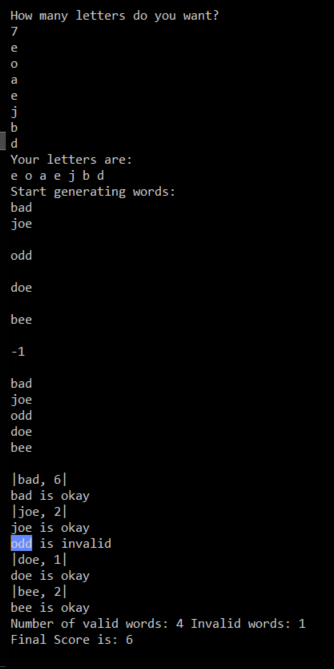 How many letters do you want?
7
e
o
a
e
j
b
d
Your letters are:
e o a e j b d
Start generating words:
bad
joe
odd
doe
bee
-1
bad
joe
odd
doe
bee
|bad, 6|
bad is okay
|joe, 2|
joe is okay
odd is invalid
|doe, 1|
doe is okay
|bee, 2|
bee is okay
Number of valid words: 4 Invalid words: 1
Final Score is: 6